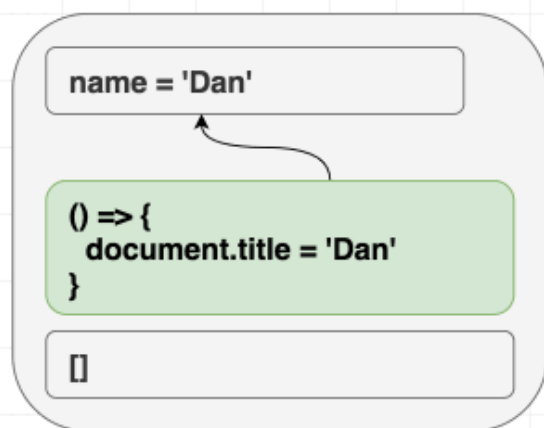 name = 'Dan'
() => {
document.title = 'Dan'
}
[]